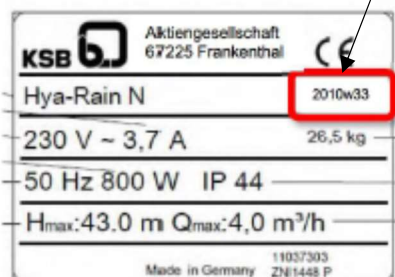 KSB Aktiengesellschaft
67225 Frankenthal CE
Hya-Rain N 2010w33
230 V ~ 3,7 A 26,5 kg
50 Hz 800 W IP 44
Hmax:43.0 m Qmax:4,0 m³/h
11037303
Made in Germany ZN1448 P